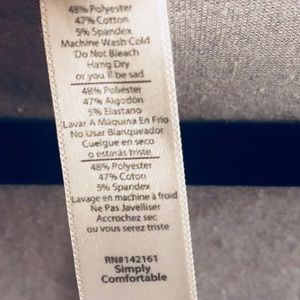 48% Polyester
47% Cotton
5% Spandex
Machine Wash Cold
Do Not Bleach
Hang Dry
or you'll be sad
48% Poliéster
47% Algodón
5% Elastano
Lavar A Máquina En Frío
No Usar Blanqueador
Cuelgue en seco
o estarás triste
48% Polyester
47% Coton
5% Spandex
Lavage en machine à froid
Ne Pas Javelliser
Accrochez sec
ou vous serez triste
RN#142161
Simply
Comfortable